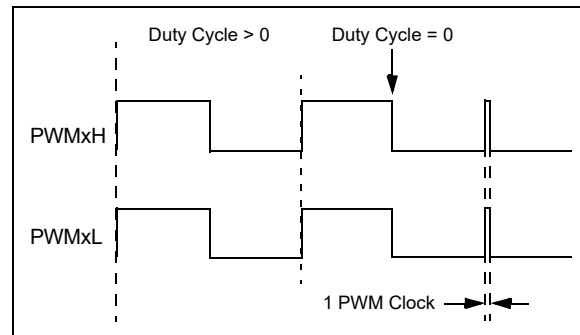 Duty Cycle > 0
Duty Cycle = 0
PWMxH
PWMxL
1 PWM Clock